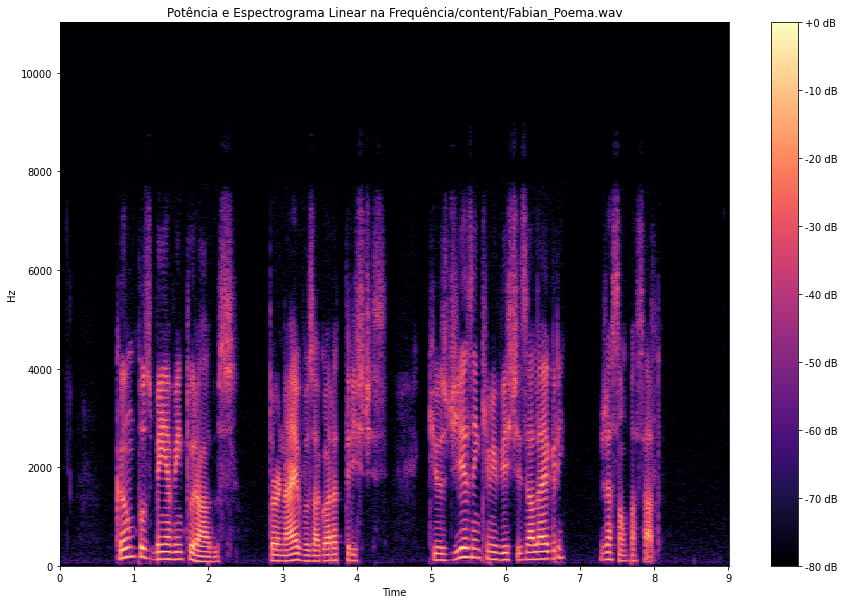 Potência e Espectrograma Linear na Frequência/content/Fabian_Poema.wav
+0 dB
10000
-10 dB
8000
-20 dB
-30 dB
6000
Hz
-40 dB
4000
-50 dB
-60 dB
2000
-70 dB
0
-80 dB
0 1 2 3 4 5 6 7 8 9
Time